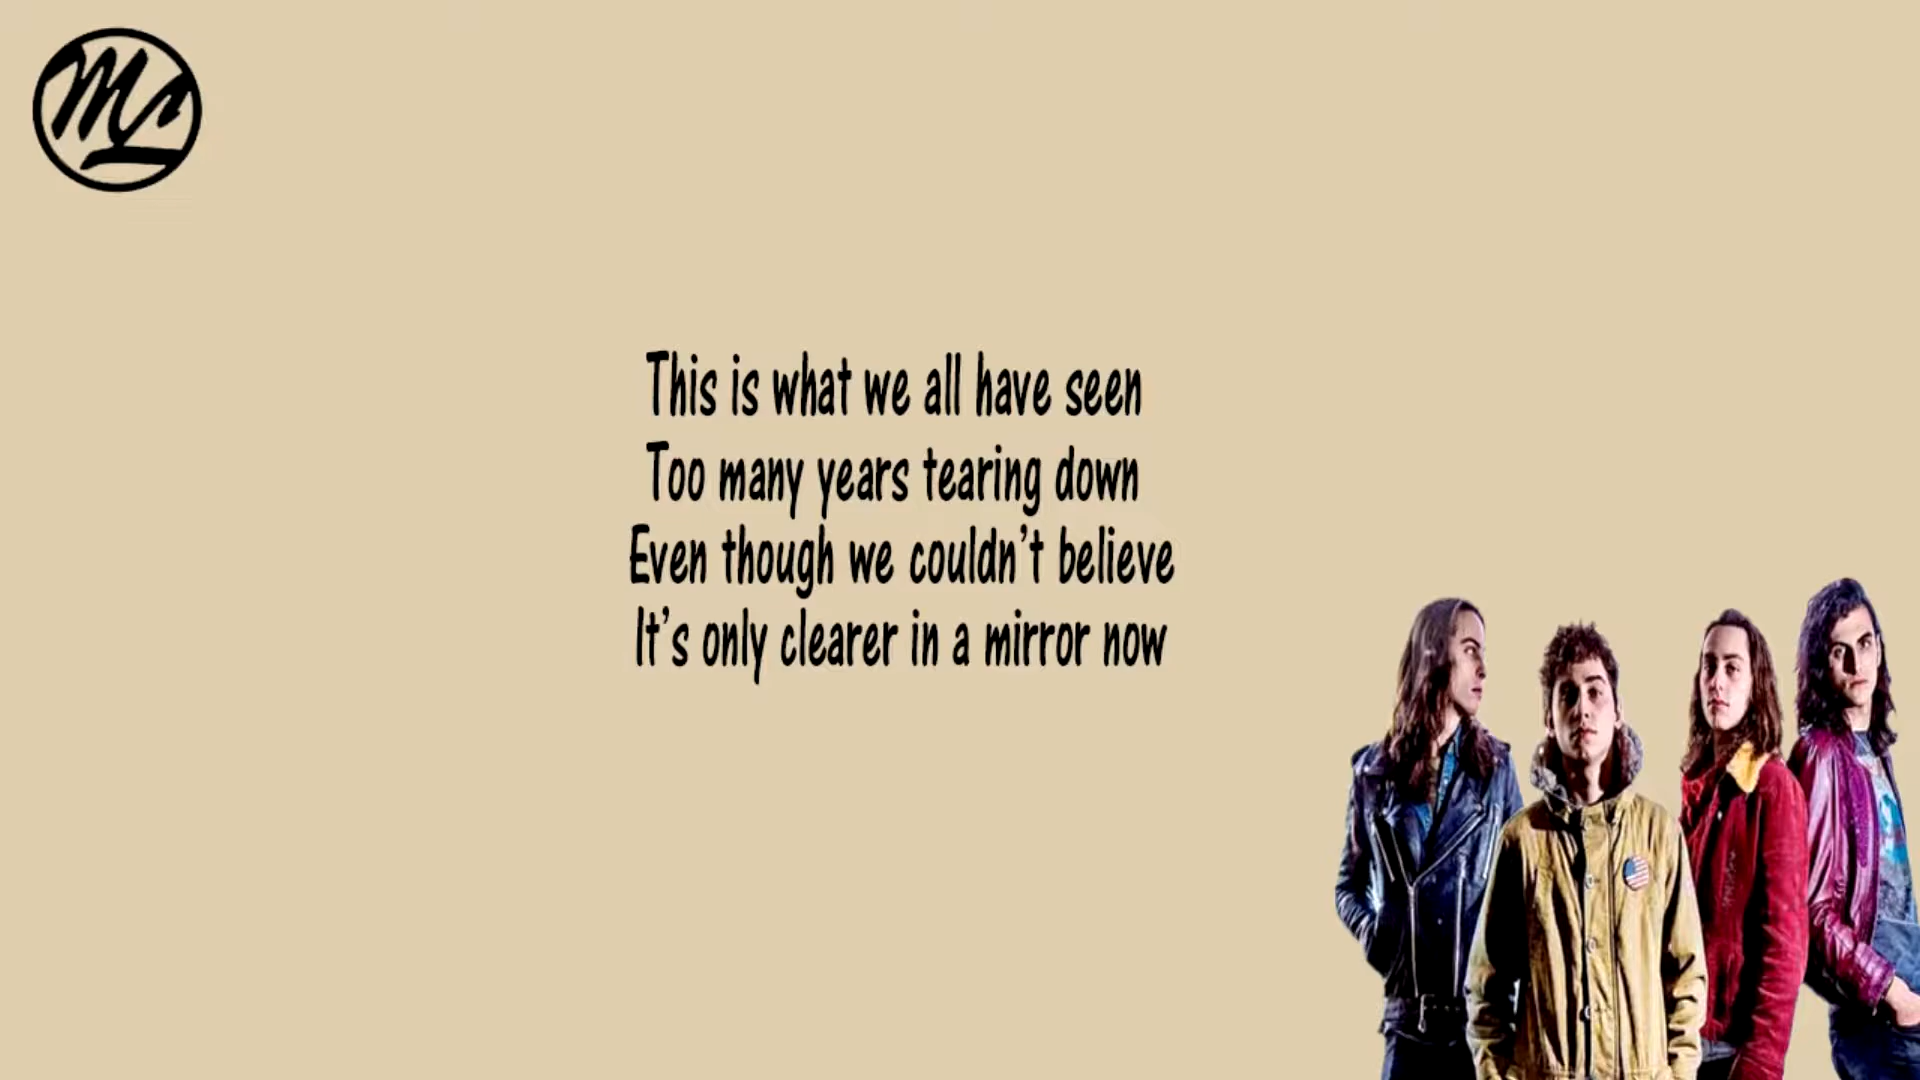 This is what we all have seen
Too many years tearing down
Even though we couldn't believe
It's only clearer in a mirror now